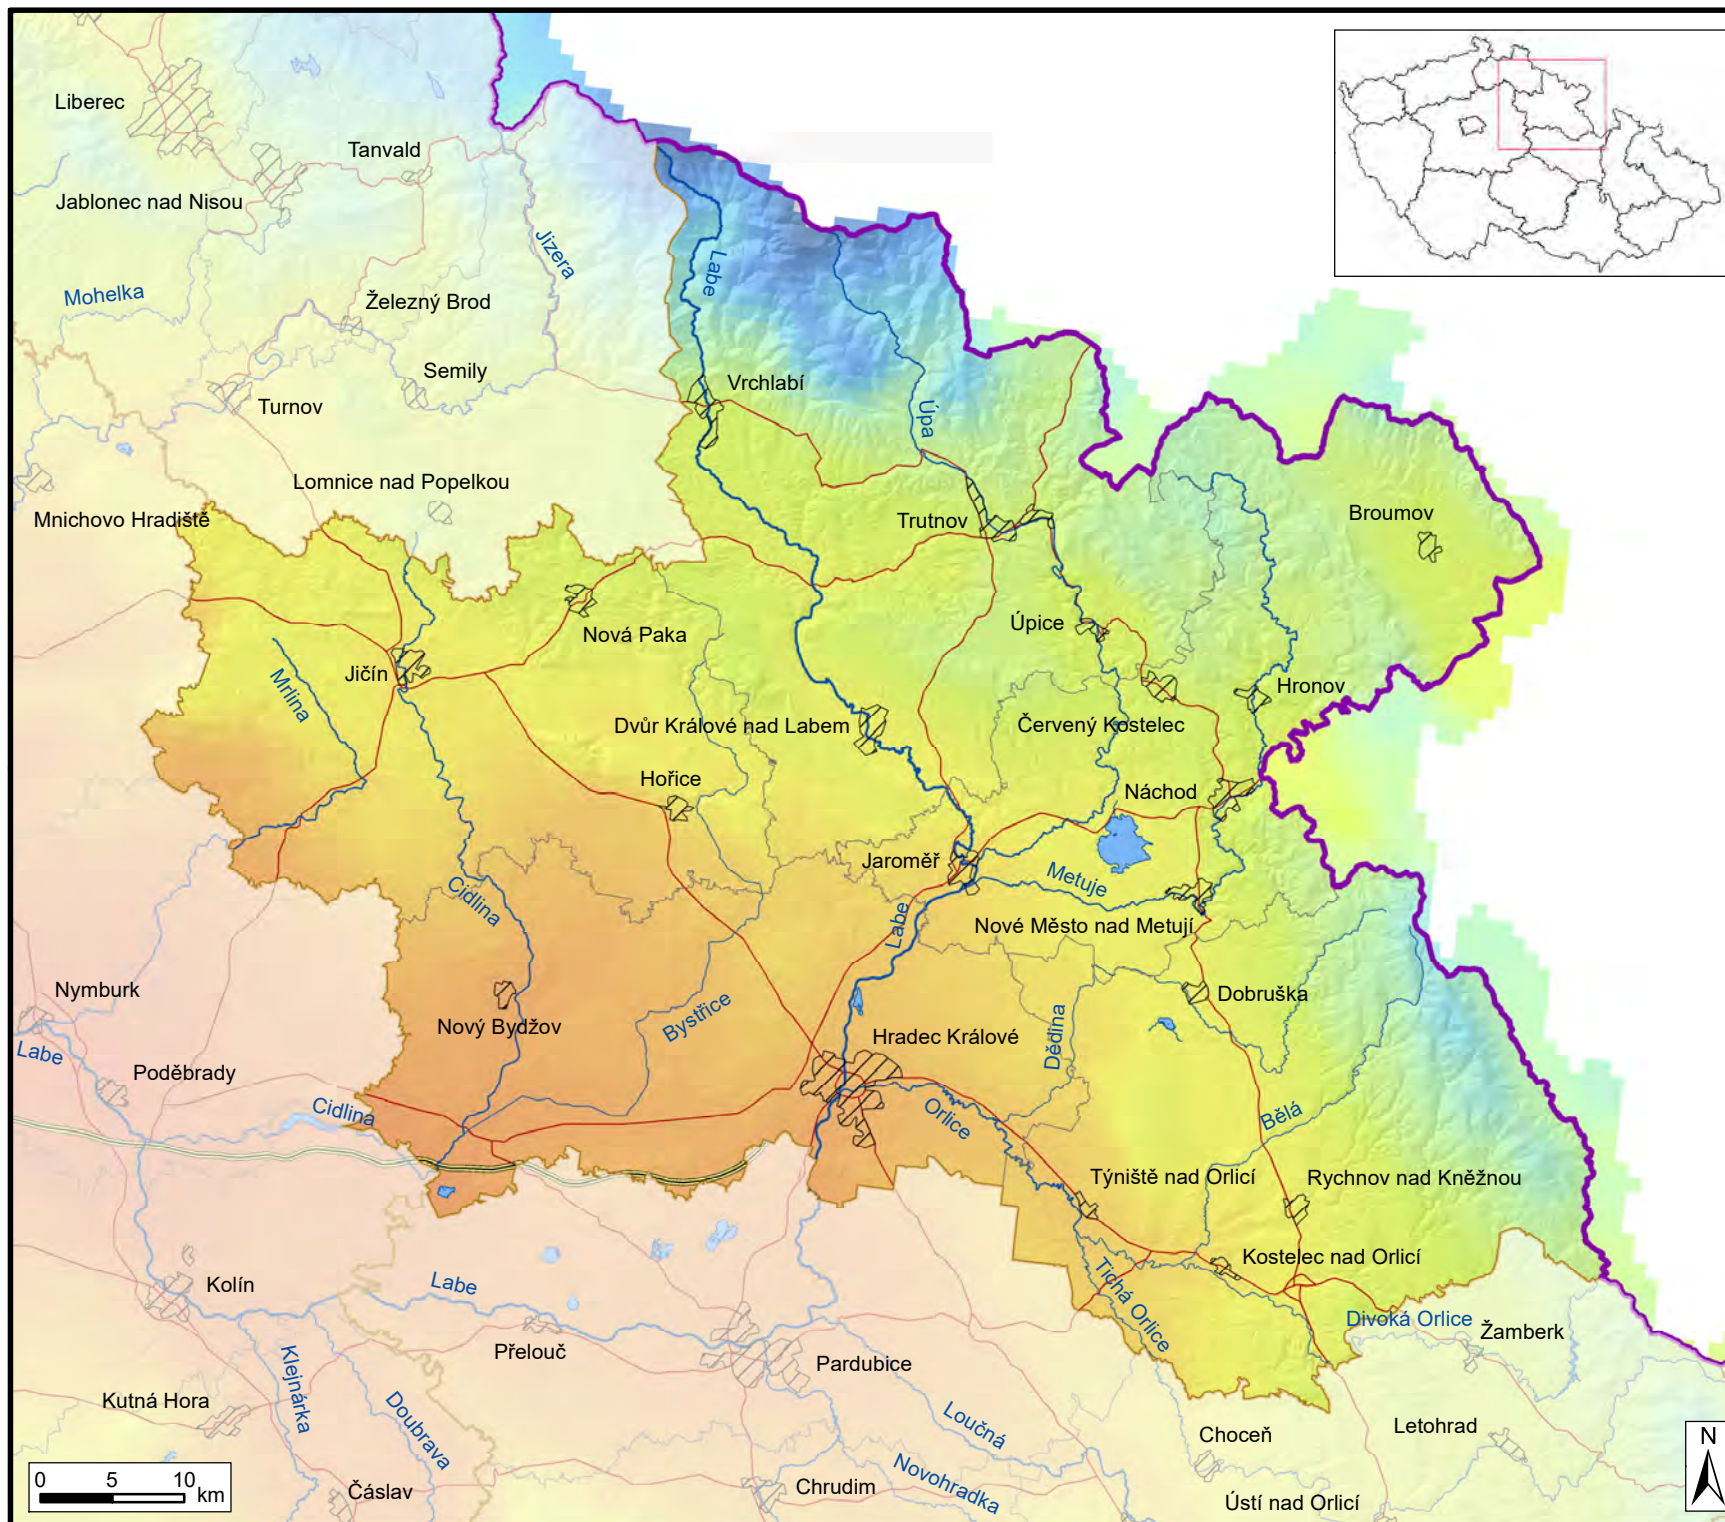 Liberec
Tanvald
Jablonec nad Nisou
Jizera
Labe
Mohelka
Železný Brod
Semily
Vrchlabí
Turnov
Úpa
Lomnice nad Popelkou
Mnichovo Hradiště
Trutnov
Broumov
Úpice
Nová Paka
Jičín
Mrlina
Hronov
Dvůr Králové nad Labem
Červený Kostelec
Hořice
Náchod
Jaroměř
Metuje
Cidlina
Labe
Nové Město nad Metují
Nymburk
Dobruška
Nový Bydžov
Bystřice
Hradec Králové
Dědina
Labe
Poděbrady
Cidlina
Orlice
Bělá
Týniště nad Orlicí
Rychnov nad Kněžnou
Kostelec nad Orlicí
Kolín
Labe
Tichá Orlice
Divoká Orlice
Žamberk
Přelouč
Pardubice
Klejnárka
Kutná Hora
Doubrava
Loučná
Choceň
Letohrad
N
0 5 10
km
Čáslav
Chrudim
Novohradka
Ústí nad Orlicí